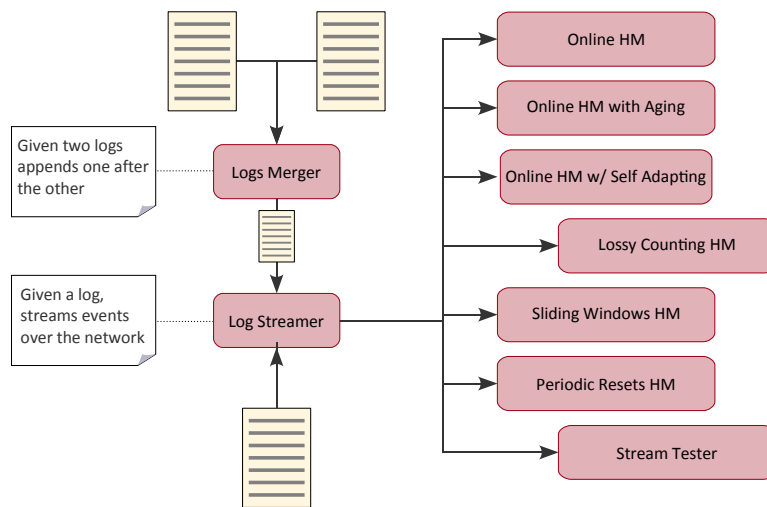 Online HM
Online HM with Aging
Given two logs
appends one after
the other
Logs Merger
Online HM w/ Self Adapting
Lossy Counting HM
Given a log,
streams events
over the network
Log Streamer
Sliding Windows HM
Periodic Resets HM
Stream Tester